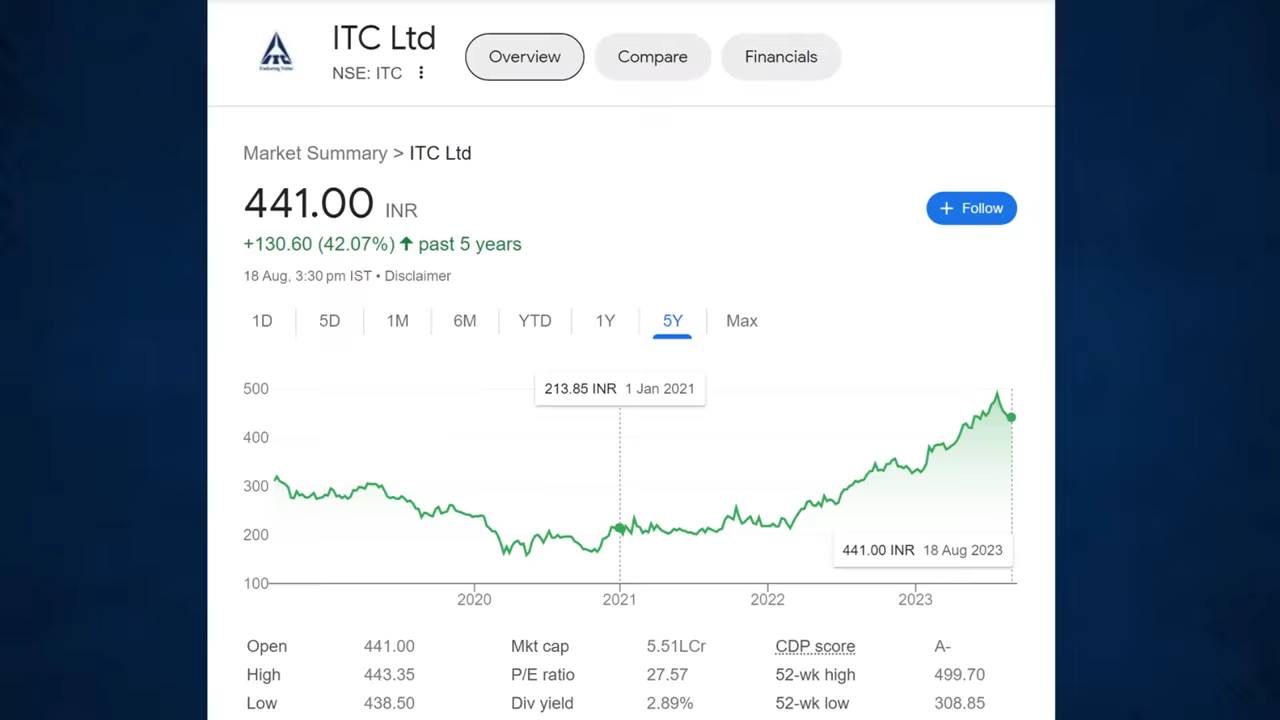 ITC Ltd
NSE: ITC
Overview
Compare
Financials
Market Summary > ITC Ltd
441.00 INR
+ Follow
+130.60 (42.07%) ↑ past 5 years
18 Aug, 3:30 pm IST • Disclaimer
1D 5D 1M 6M YTD 1Y 5Y Max
500
213.85 INR 1 Jan 2021
400
300
200
441.00 INR 18 Aug 2023
100
2020 2021 2022 2023
Open 441.00 Mkt cap 5.51LCr CDP score A-
High 443.35 P/E ratio 27.57 52-wk high 499.70
Low 438.50 Div yield 2.89% 52-wk low 308.85